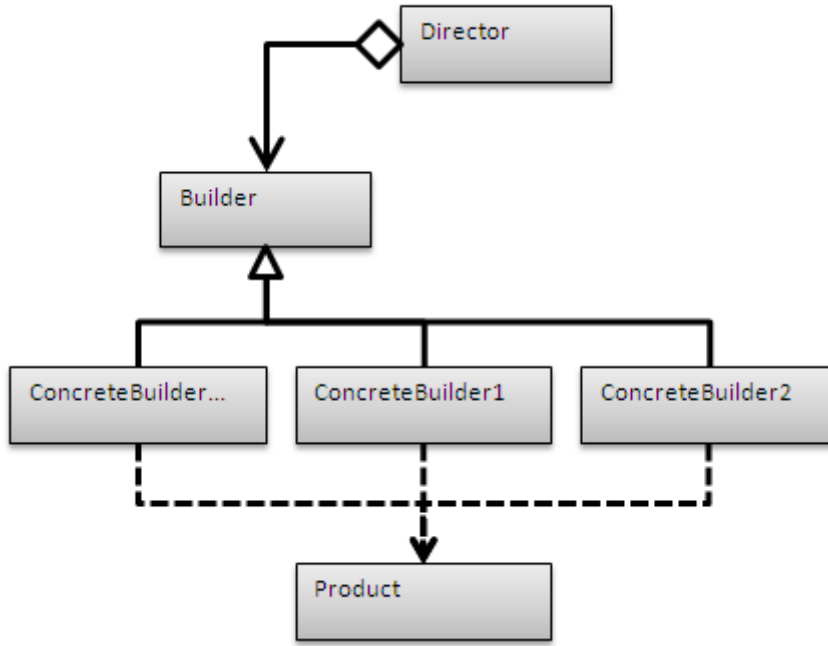 Director
Builder
ConcreteBuilder...
ConcreteBuilder1
ConcreteBuilder2
Product